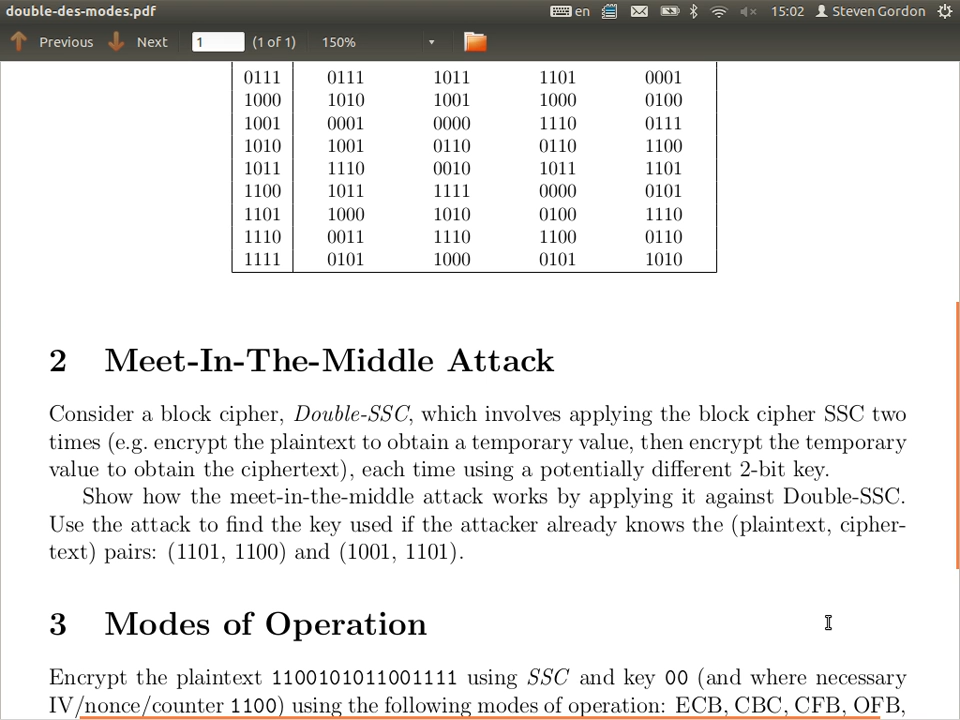 double-des-modes.pdf en 15:02 Steven Gordon
Previous Next 1 (1 of 1) 150%
0111 0111 1011 1101 0001
1000 1010 1001 1000 0100
1001 0001 0000 1110 0111
1010 1001 0110 0110 1100
1011 1110 0010 1011 1101
1100 1011 1111 0000 0101
1101 1000 1010 0100 1110
1110 0011 1110 1100 0110
1111 0101 1000 0101 1010
2 Meet-In-The-Middle Attack
Consider a block cipher, Double-SSC, which involves applying the block cipher SSC two
times (e.g. encrypt the plaintext to obtain a temporary value, then encrypt the temporary
value to obtain the ciphertext), each time using a potentially different 2-bit key.
Show how the meet-in-the-middle attack works by applying it against Double-SSC.
Use the attack to find the key used if the attacker already knows the (plaintext, cipher-
text) pairs: (1101, 1100) and (1001, 1101).
3 Modes of Operation
Encrypt the plaintext 1100101011001111 using SSC and key 00 (and where necessary
IV/nonce/counter 1100) using the following modes of operation: ECB, CBC, CFB, OFB,